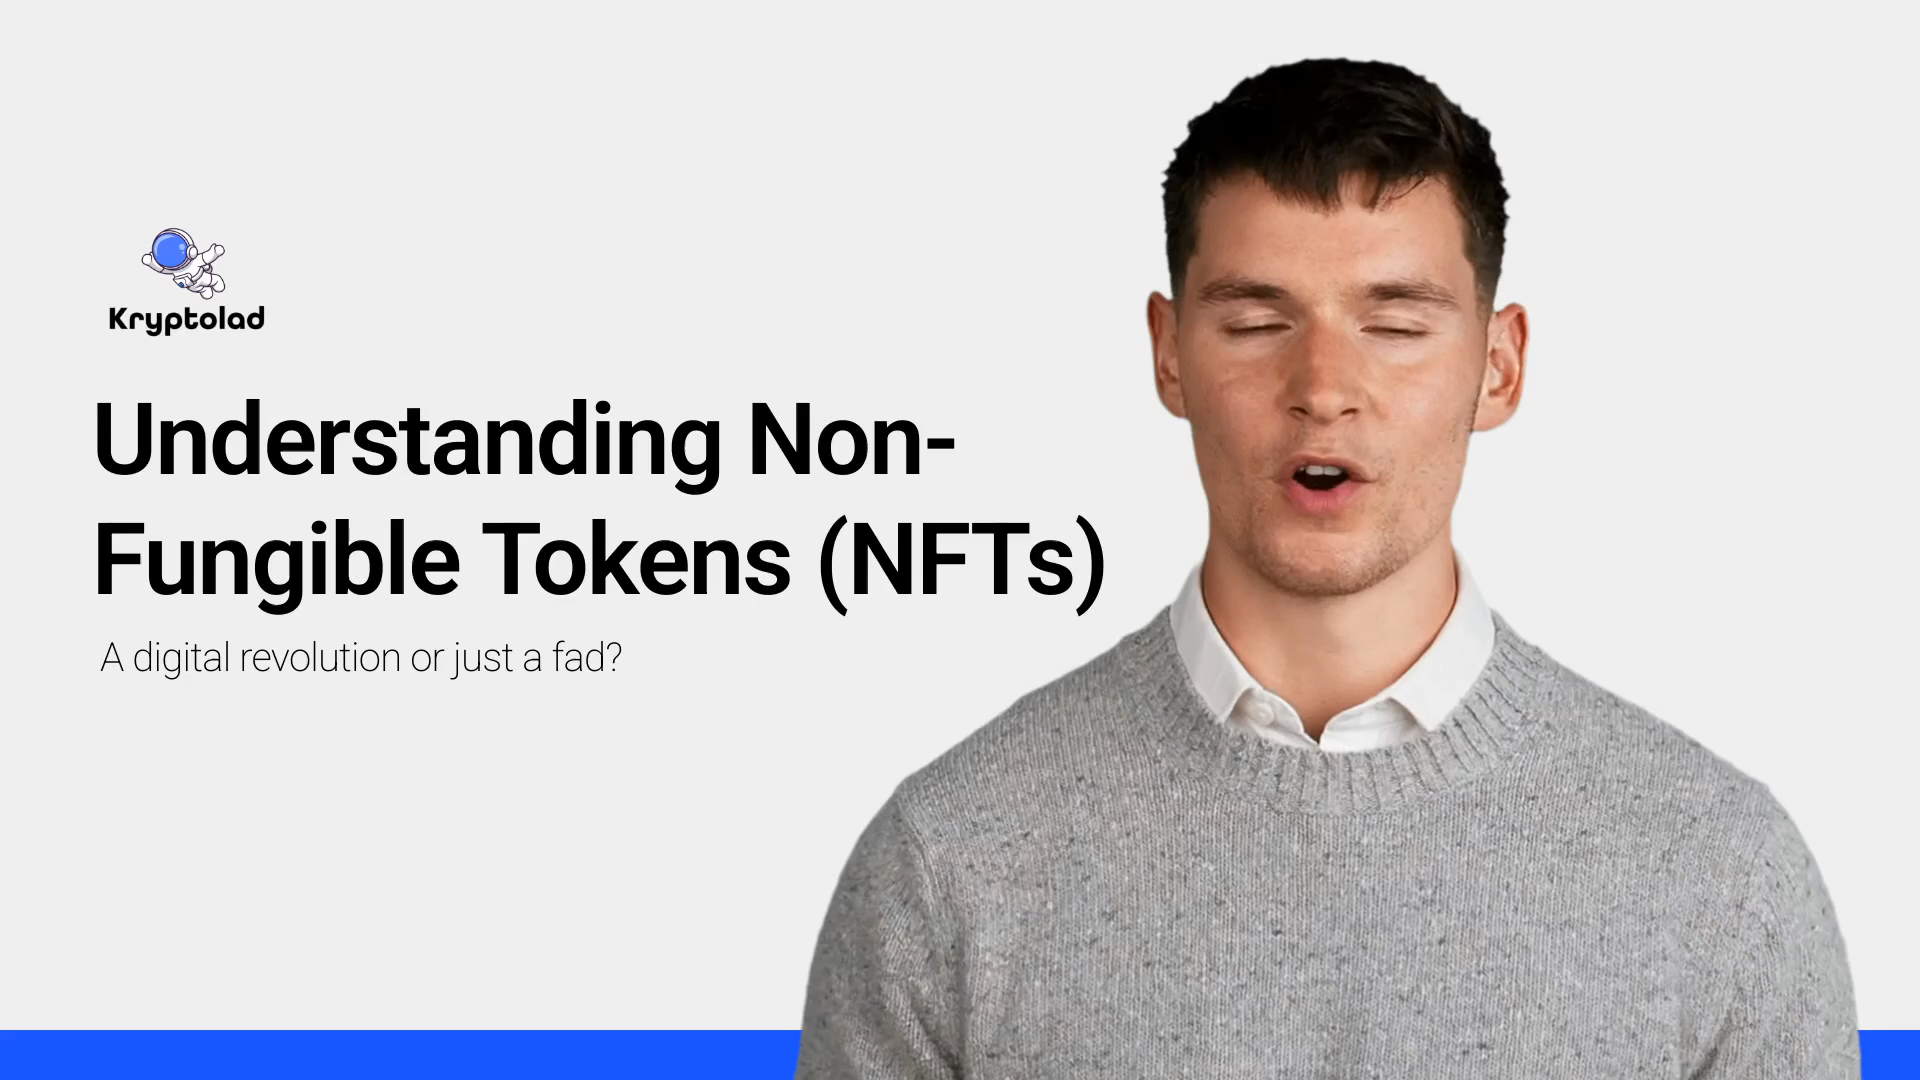 Kryptolad
Understanding Non-
Fungible Tokens (NFTs)
A digital revolution or just a fad?